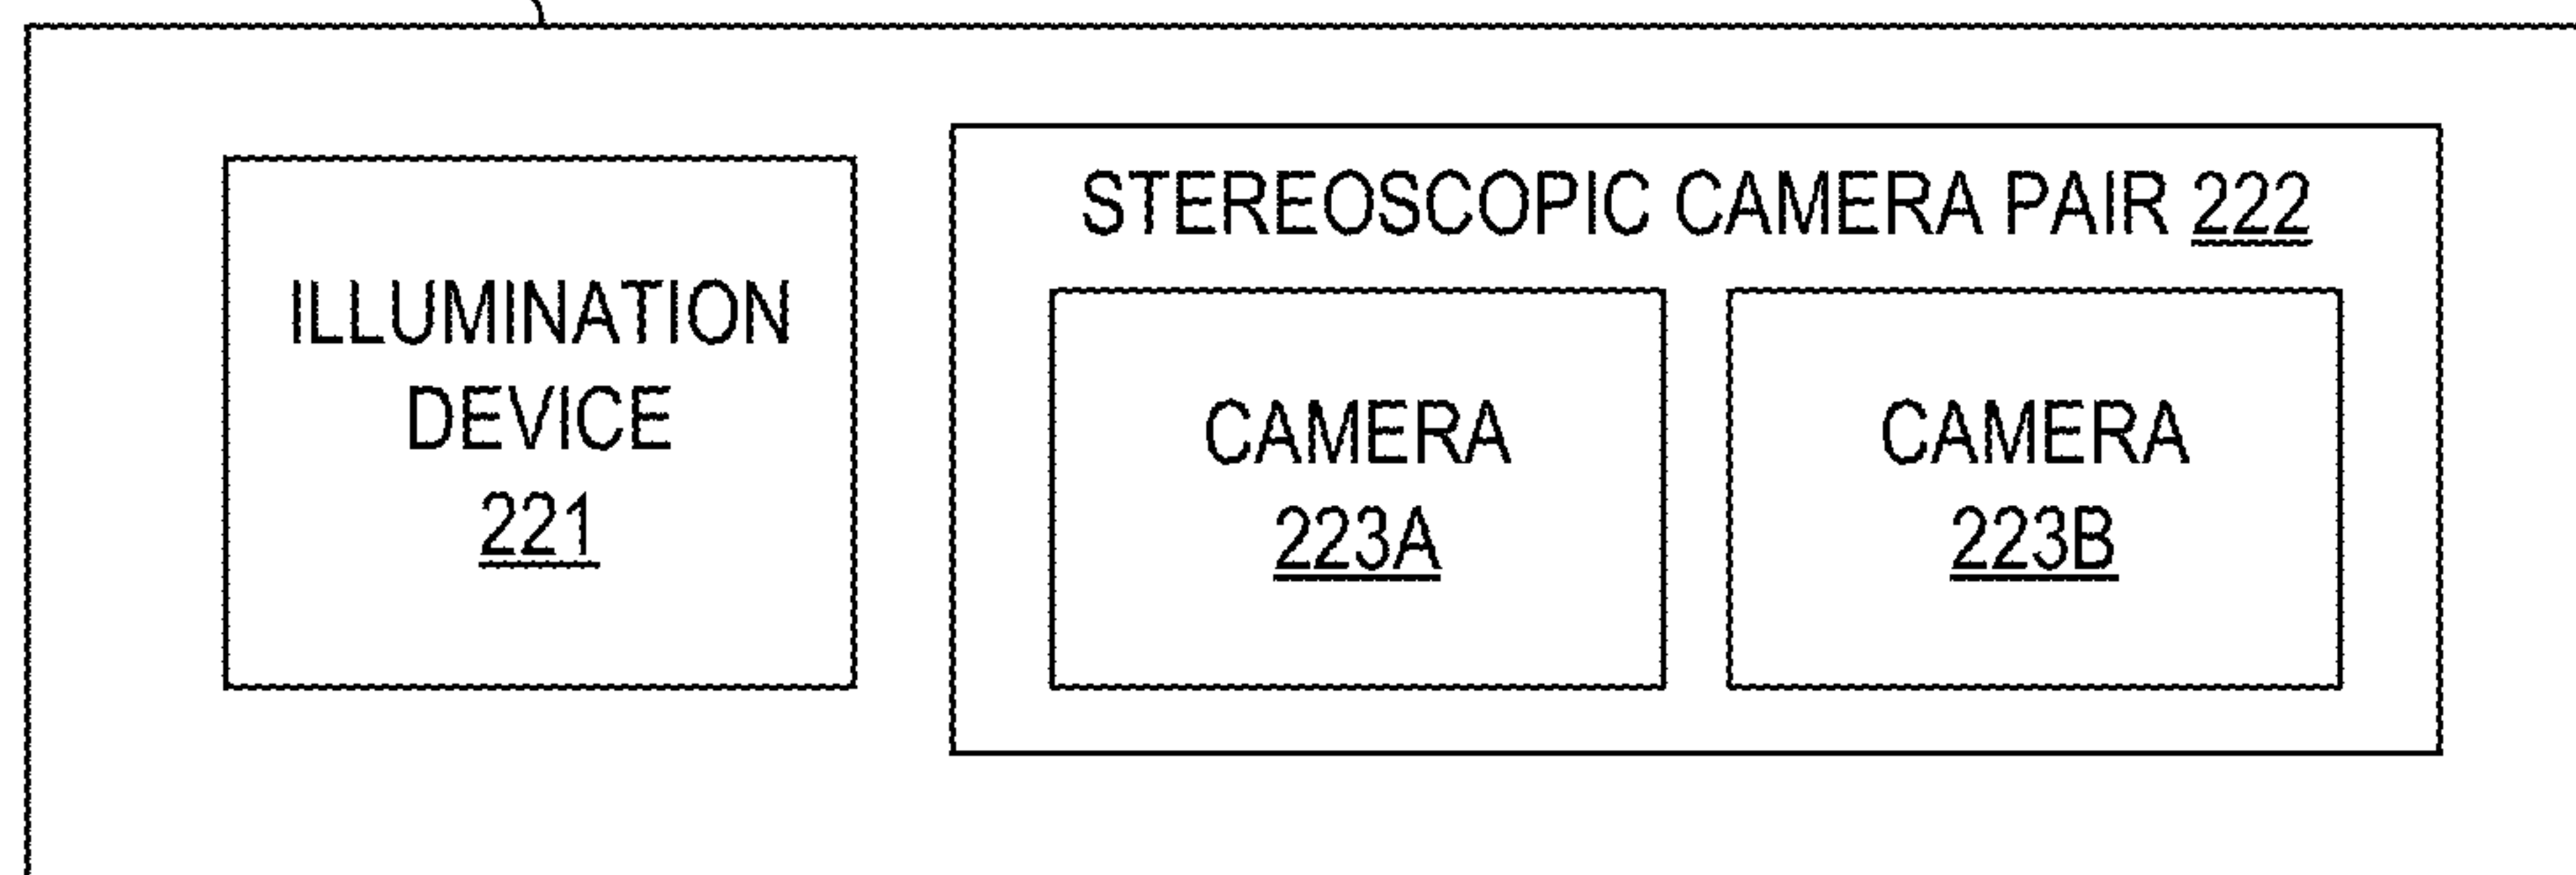 ILLUMINATION
DEVICE
221
STEREOSCOPIC CAMERA PAIR 222
CAMERA
223A
CAMERA
223B